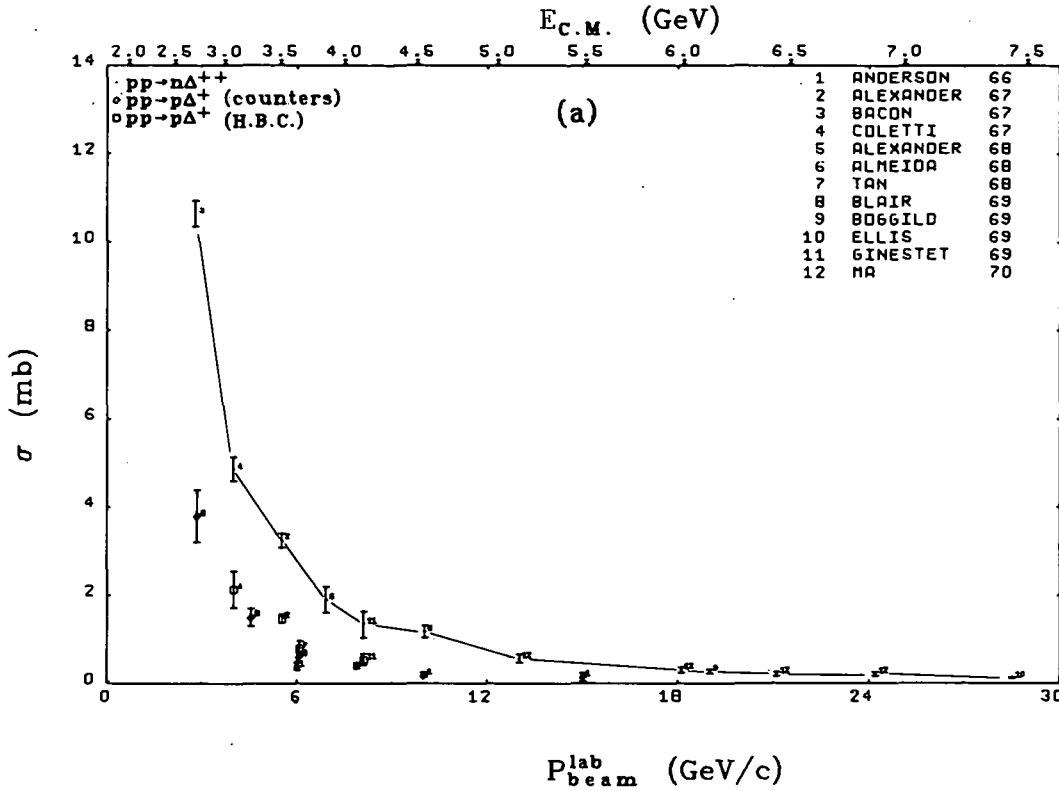 E_C.M. (GeV)
2.0 2.5 3.0 3.5 4.0 4.5 5.0 5.5 6.0 6.5 7.0 7.5
14
12
10
8
6
4
2
0
σ (mb)
pp→nΔ⁺⁺
pp→pΔ⁺ (counters)
pp→pΔ⁺ (H.B.C.)
(a)
1 ANDERSON 66
2 ALEXANDER 67
3 BACON 67
4 COLETTI 67
5 ALEXANDER 68
6 ALMEIDA 68
7 TAN 68
8 BLAIR 69
9 BOGGILD 69
10 ELLIS 69
11 GINESTET 69
12 MA 70
0 6 12 18 24 30
P^lab_beam (GeV/c)